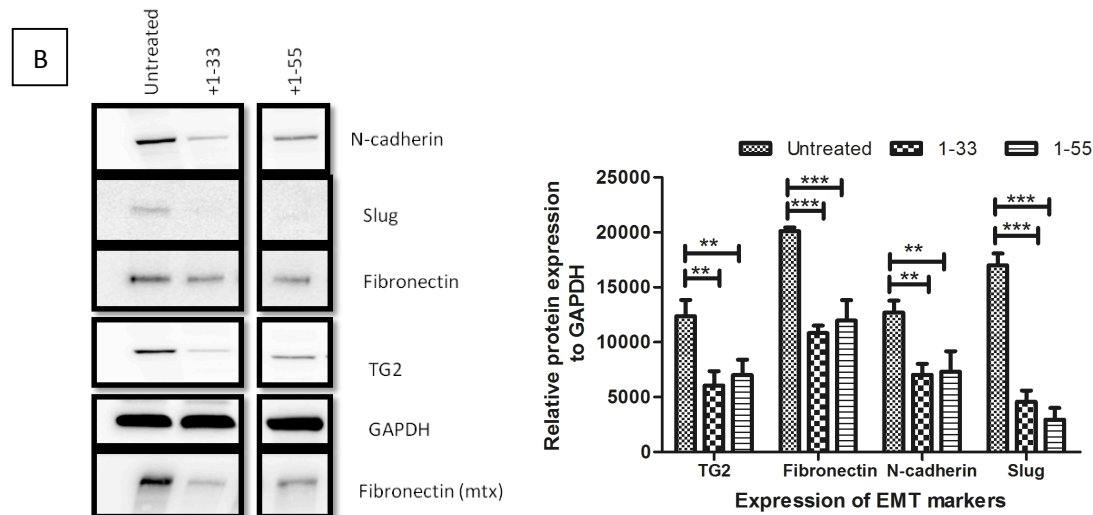 B
Untreated
+1-33
+1-55
N-cadherin
Slug
Fibronectin
TG2
GAPDH
Fibronectin (mtx)
Untreated 1-33 1-55
Relative protein expression
to GAPDH
25000
20000
15000
10000
5000
0
**
**
***
***
**
**
***
***
TG2 Fibronectin N-cadherin Slug
Expression of EMT markers